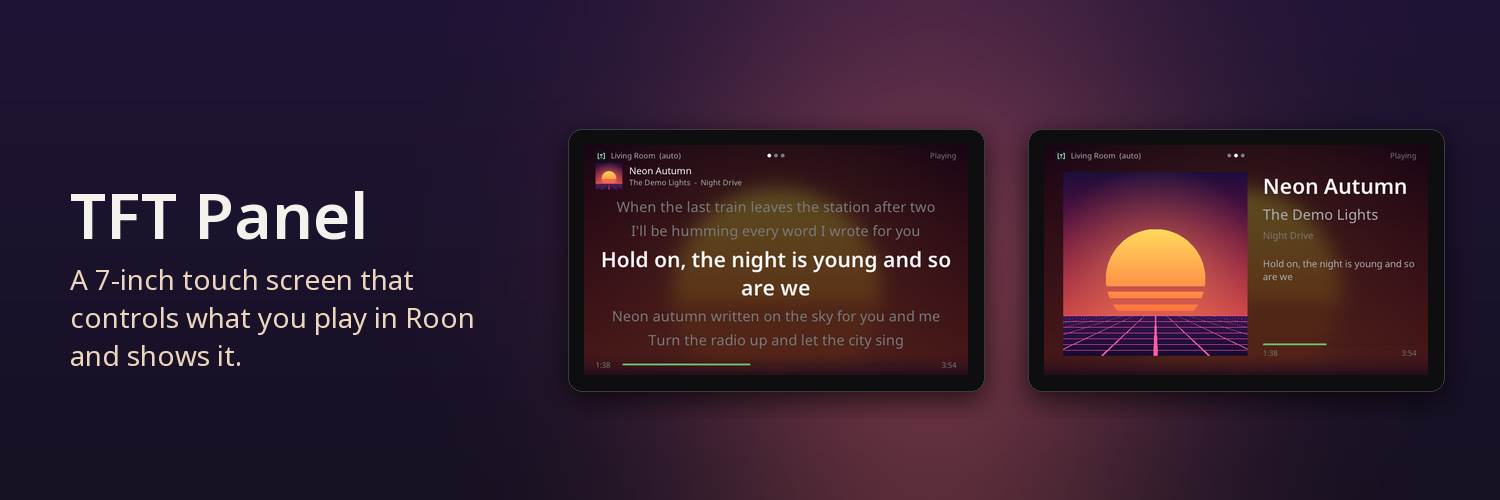 TFT Panel
A 7-inch touch screen that
controls what you play in Roon
and shows it.
[T] Living Room (auto)
Playing
Neon Autumn
The Demo Lights - Night Drive
When the last train leaves the station after two
I'll be humming every word I wrote for you
Hold on, the night is young and so
are we
Neon autumn written on the sky for you and me
Turn the radio up and let the city sing
1:38
3:54
[T] Living Room (auto)
Playing
Neon Autumn
The Demo Lights
Night Drive
Hold on, the night is young and so
are we
1:38
3:54